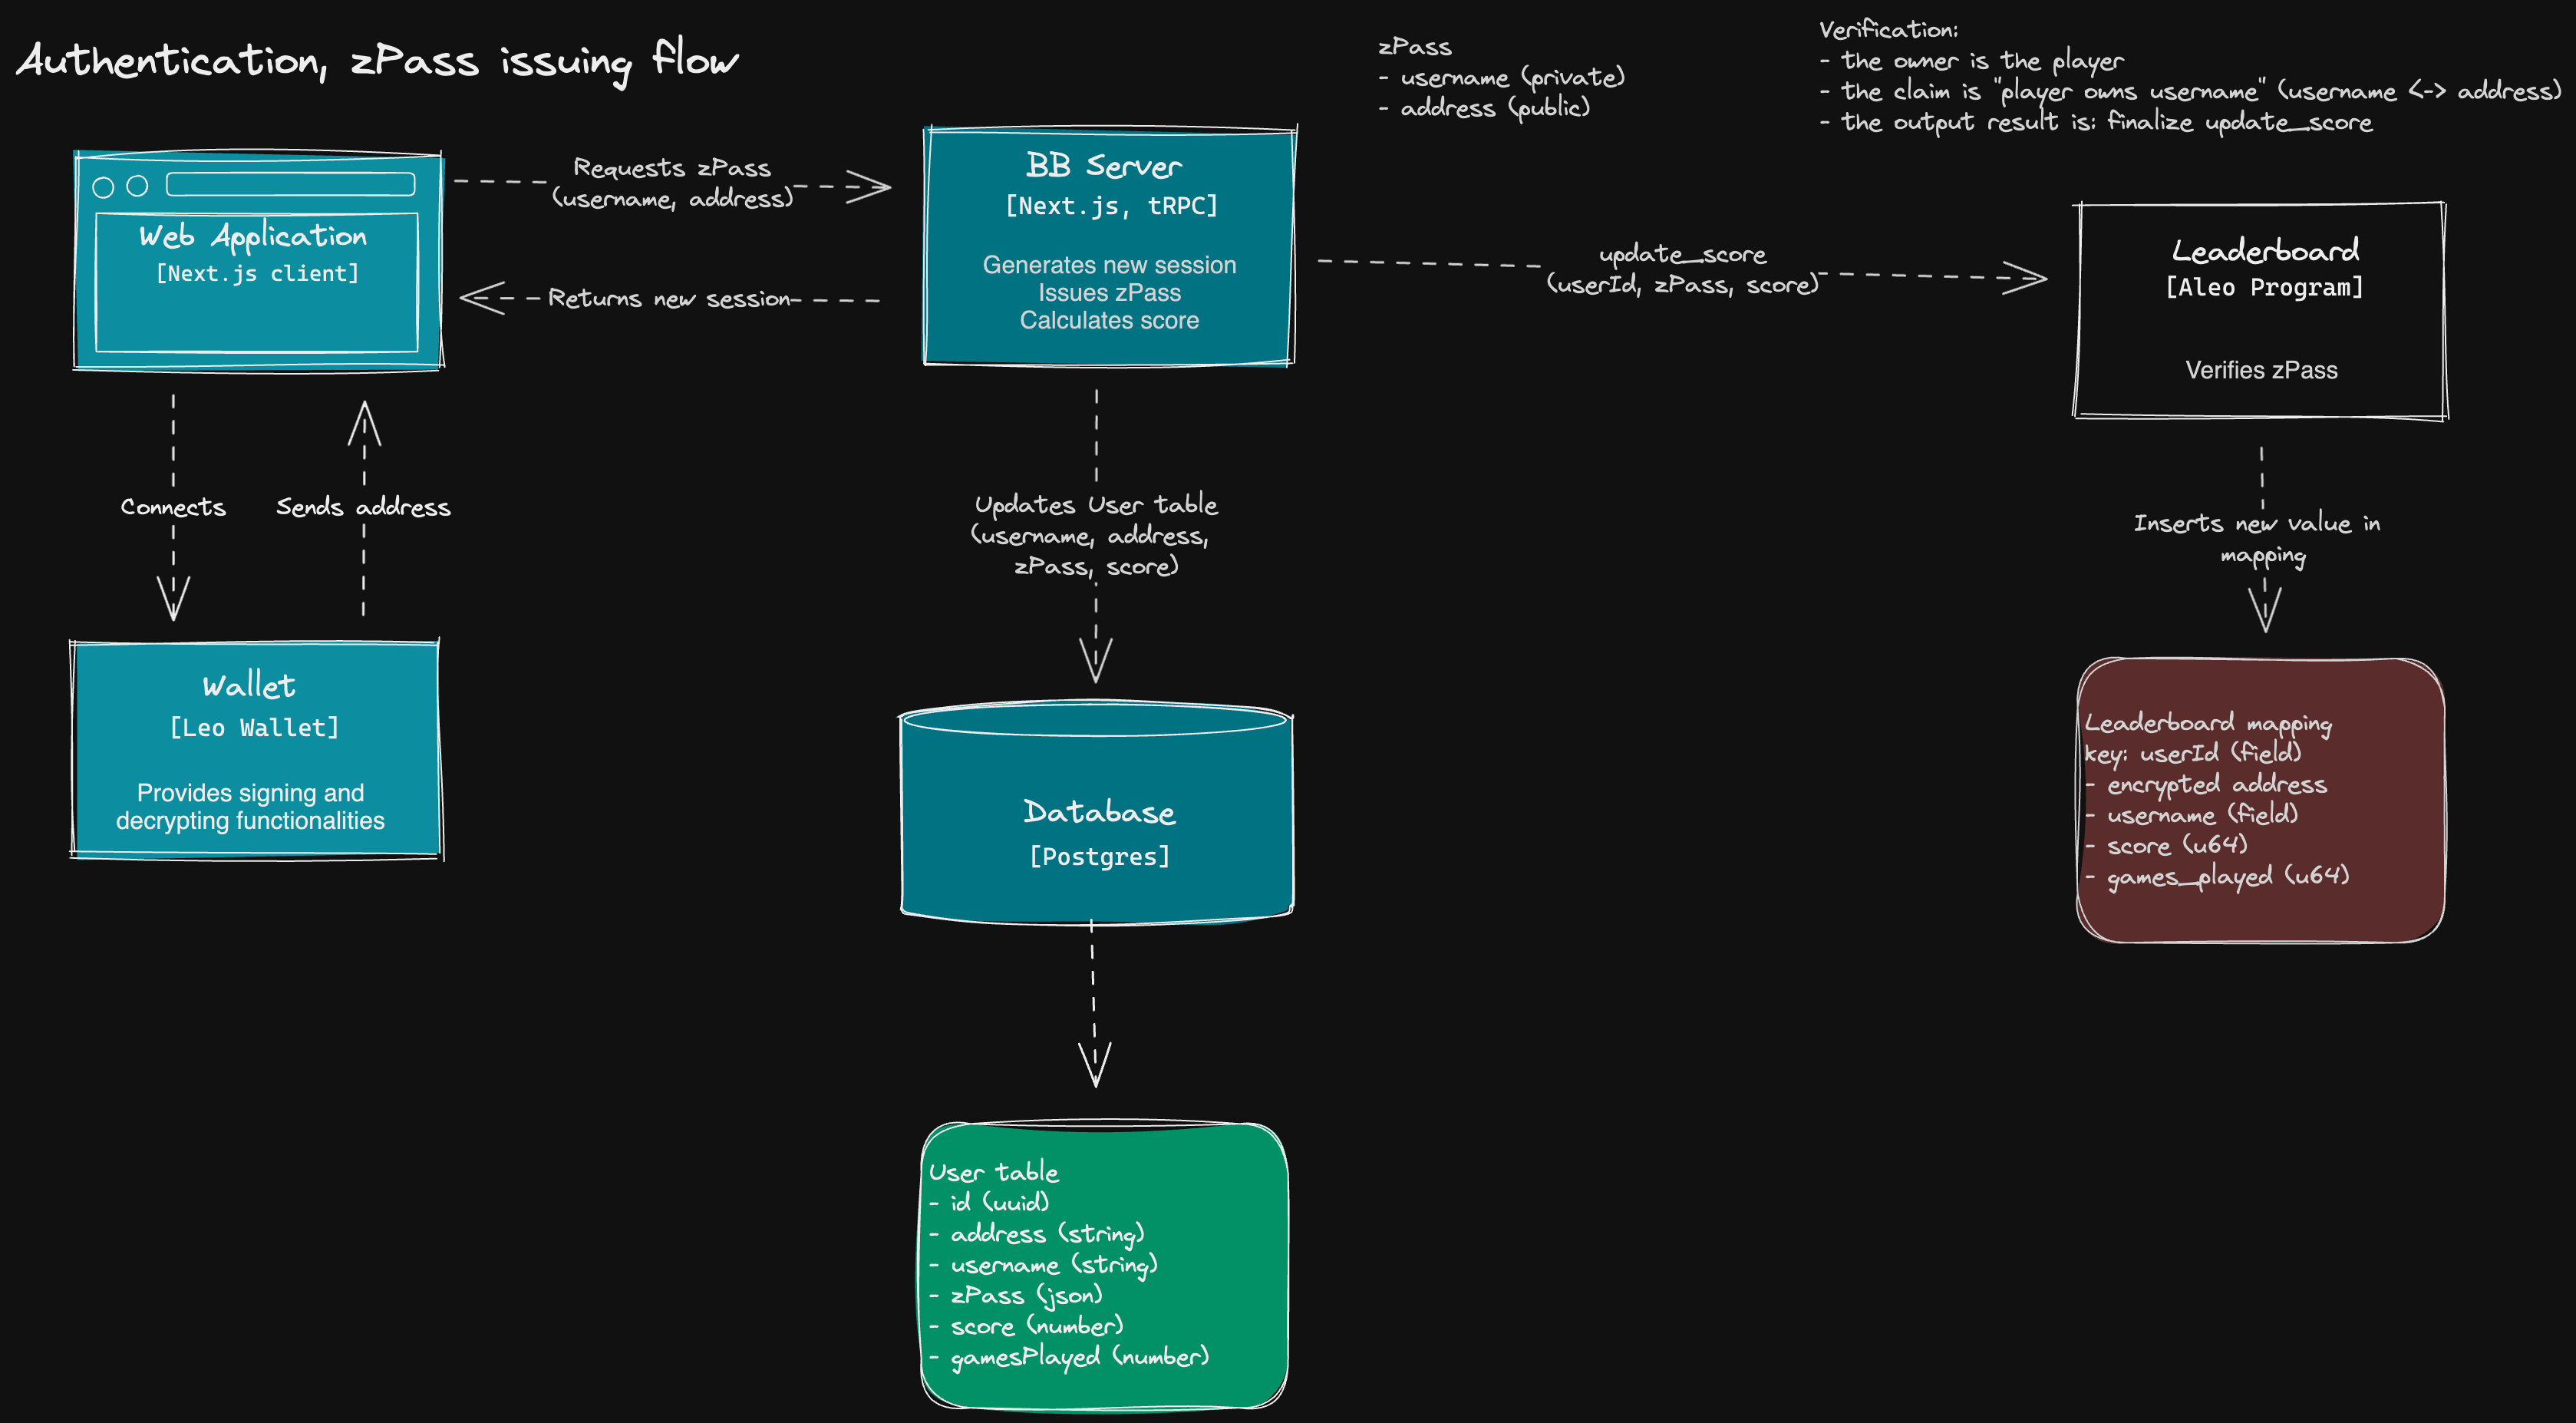 Authentication, zPass issuing flow
zPass
- username (private)
- address (public)
Verification:
- the owner is the player
- the claim is "player owns username" (username <-> address)
- the output result is: finalize update_score
Web Application
[Next.js client]
Requests zPass
(username, address)
Returns new session
BB Server
[Next.js, tRPC]
Generates new session
Issues zPass
Calculates score
update_score
(userId, zPass, score)
Leaderboard
[Aleo Program]
Verifies zPass
Connects
Sends address
Updates User table
(username, address,
zPass, score)
Inserts new value in
mapping
Wallet
[Leo Wallet]
Provides signing and
decrypting functionalities
Database
[Postgres]
Leaderboard mapping
key: userId (field)
- encrypted address
- username (field)
- score (u64)
- games_played (u64)
User table
- id (uuid)
- address (string)
- username (string)
- zPass (json)
- score (number)
- gamesPlayed (number)